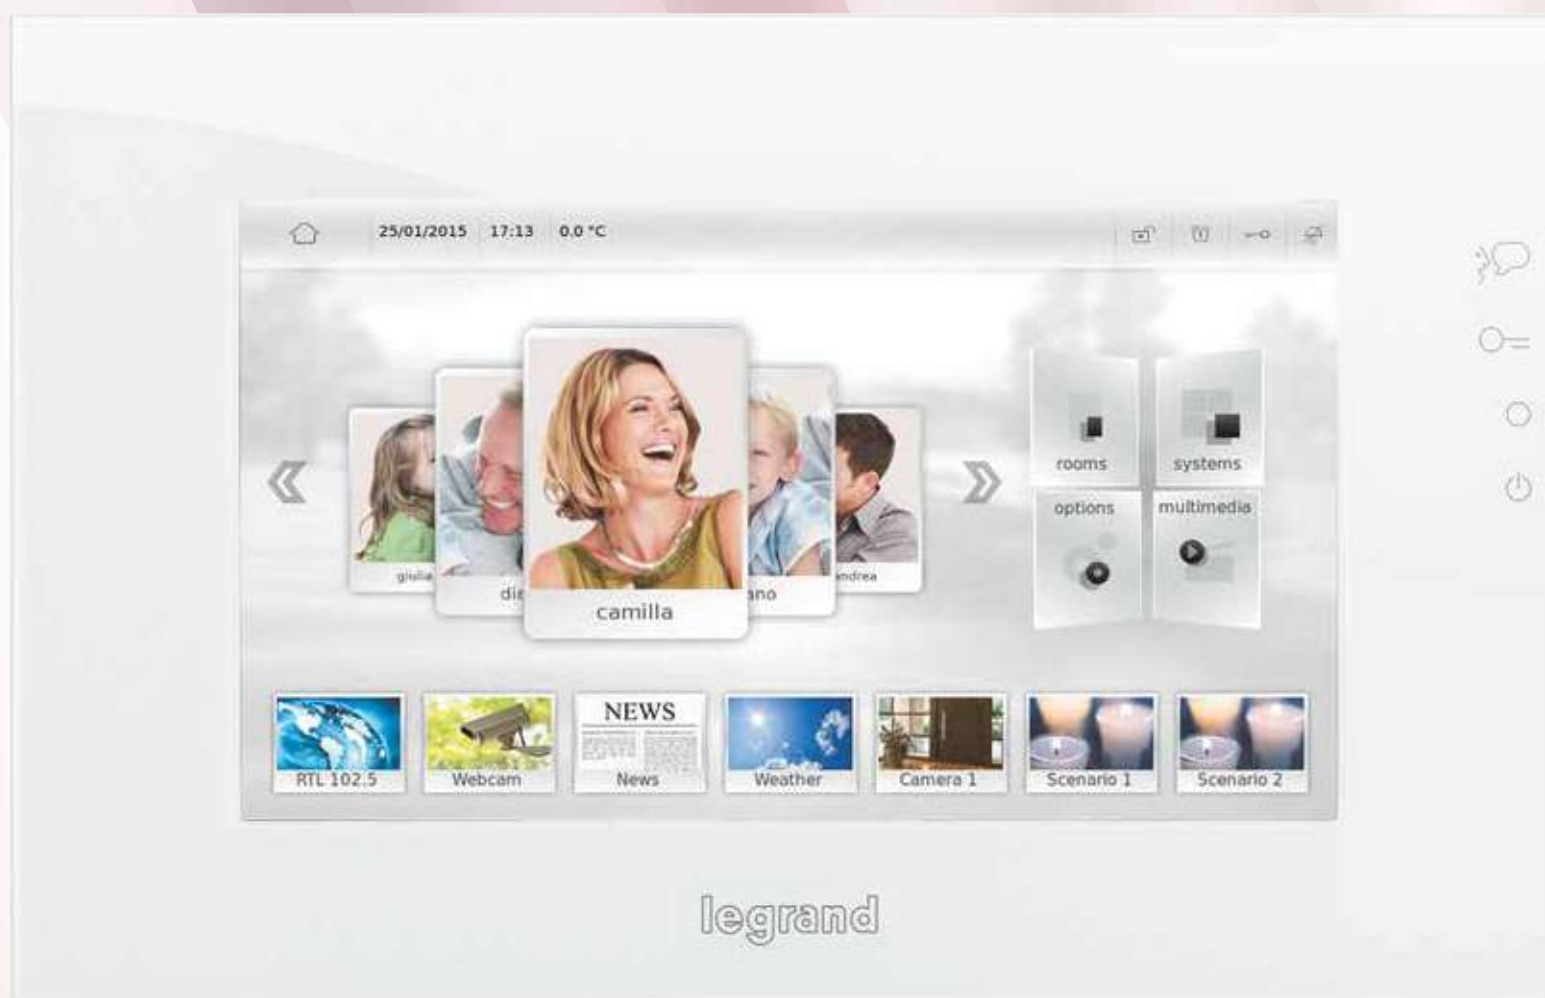 25/01/2015 17:13 0.0 °C
rooms systems
options multimedia
giulia
camilla
NEWS
RTL 102.5 Webcam News Weather Camera 1 Scenario 1 Scenario 2
legrand